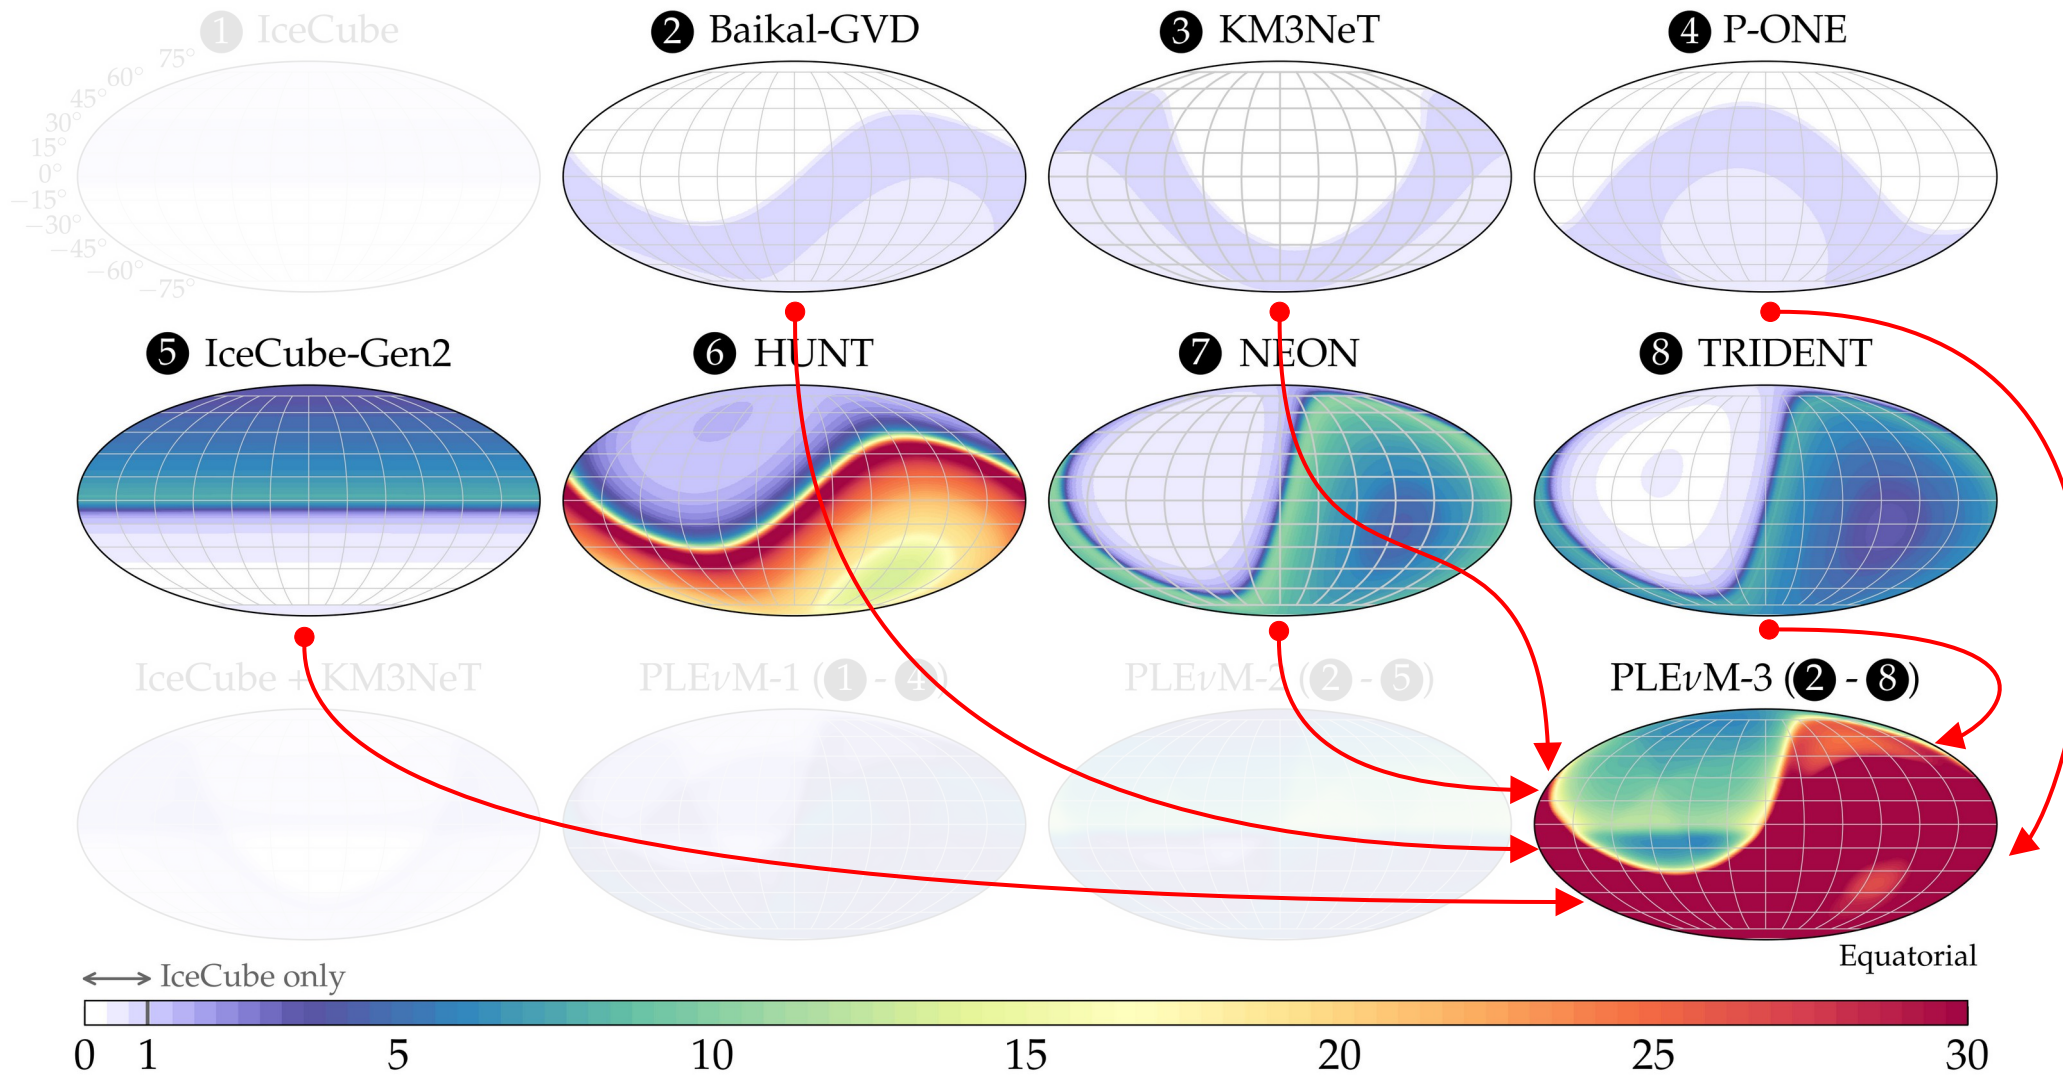 1 IceCube
2 Baikal-GVD
3 KM3NeT
4 P-ONE
75°
60°
45°
30°
15°
0°
−15°
−30°
−45°
−60°
−75°
5 IceCube-Gen2
6 HUNT
7 NEON
8 TRIDENT
IceCube + KM3NeT
PLEνM-1 (1 - 4)
PLEνM-2 (2 - 5)
PLEνM-3 (2 - 8)
Equatorial
IceCube only
0 1 5 10 15 20 25 30